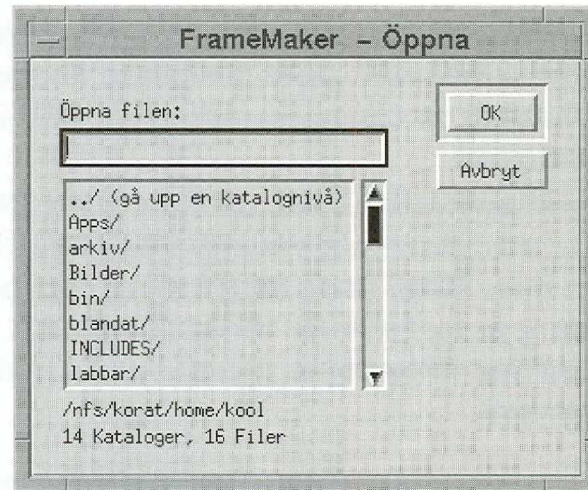 FrameMaker - Öppna
Öppna filen:
OK
Avbryt
../ (gå upp en katalognivå)
Apps/
arkiv/
Bilder/
bin/
blandat/
INCLUDES/
labbar/
/nfs/korat/home/kool
14 Kataloger, 16 Filer